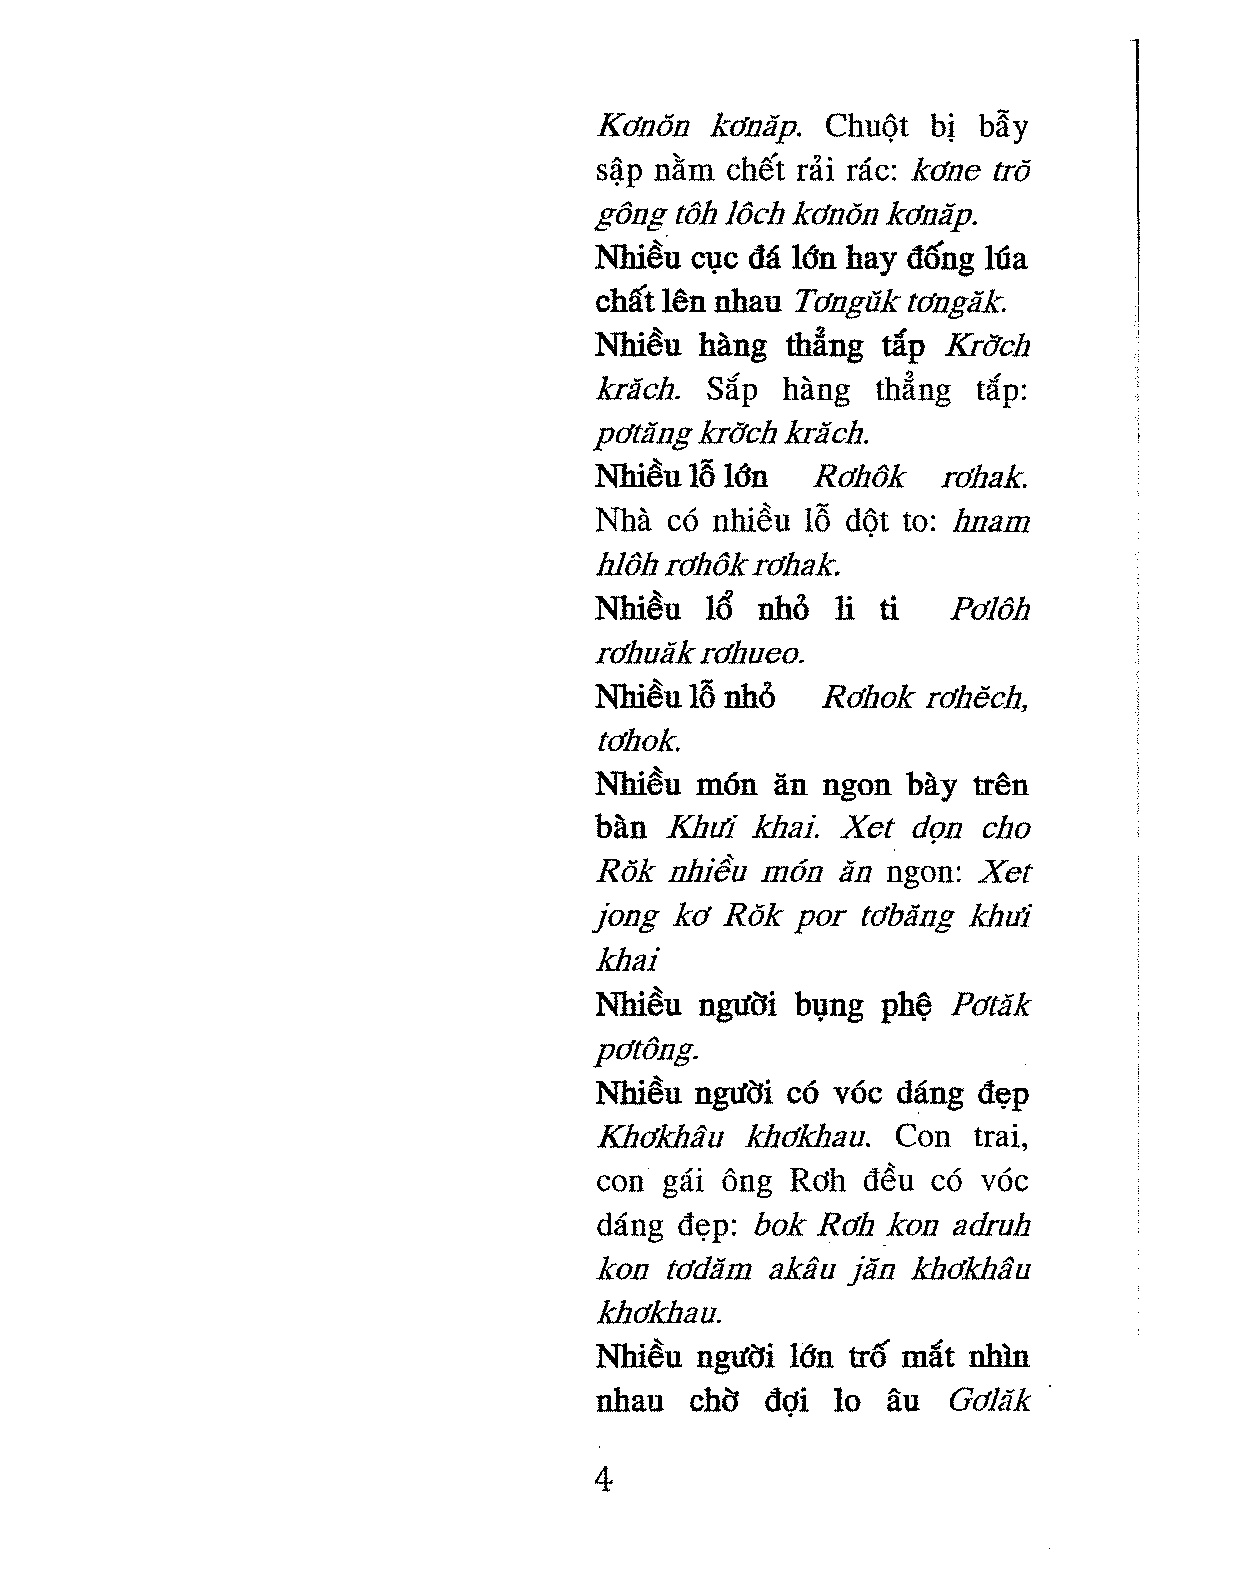 Kơnŏn kơnăp. Chuột bị bẫy
sập nằm chết rải rác: kơne trŏ
gông tôh lôch kơnŏn kơnăp.
Nhiều cục đá lớn hay đống lúa
chất lên nhau Tơngŭk tơngăk.
Nhiều hàng thẳng tắp Krơ̆ch
krăch. Sắp hàng thẳng tắp:
pơtăng krơ̆ch krăch.
Nhiều lỗ lớn Rơhôk rơhak.
Nhà có nhiều lỗ dột to: hnam
hlôh rơhôk rơhak.
Nhiều lổ nhỏ li ti Pơlôh
rơhuăk rơhueo.
Nhiều lỗ nhỏ Rơhok rơhĕch,
tơhok.
Nhiều món ăn ngon bày trên
bàn Khưi khai. Xet dọn cho
Rŏk nhiều món ăn ngon: Xet
jong kơ Rŏk por tơbăng khưi
khai
Nhiều người bụng phệ Pơtăk
pơtông.
Nhiều người có vóc dáng đẹp
Khơkhâu khơkhau. Con trai,
con gái ông Rơh đều có vóc
dáng đẹp: bok Rơh kon adruh
kon tơdăm akâu jăn khơkhâu
khơkhau.
Nhiều người lớn trố mắt nhìn
nhau chờ đợi lo âu Gơlăk
4